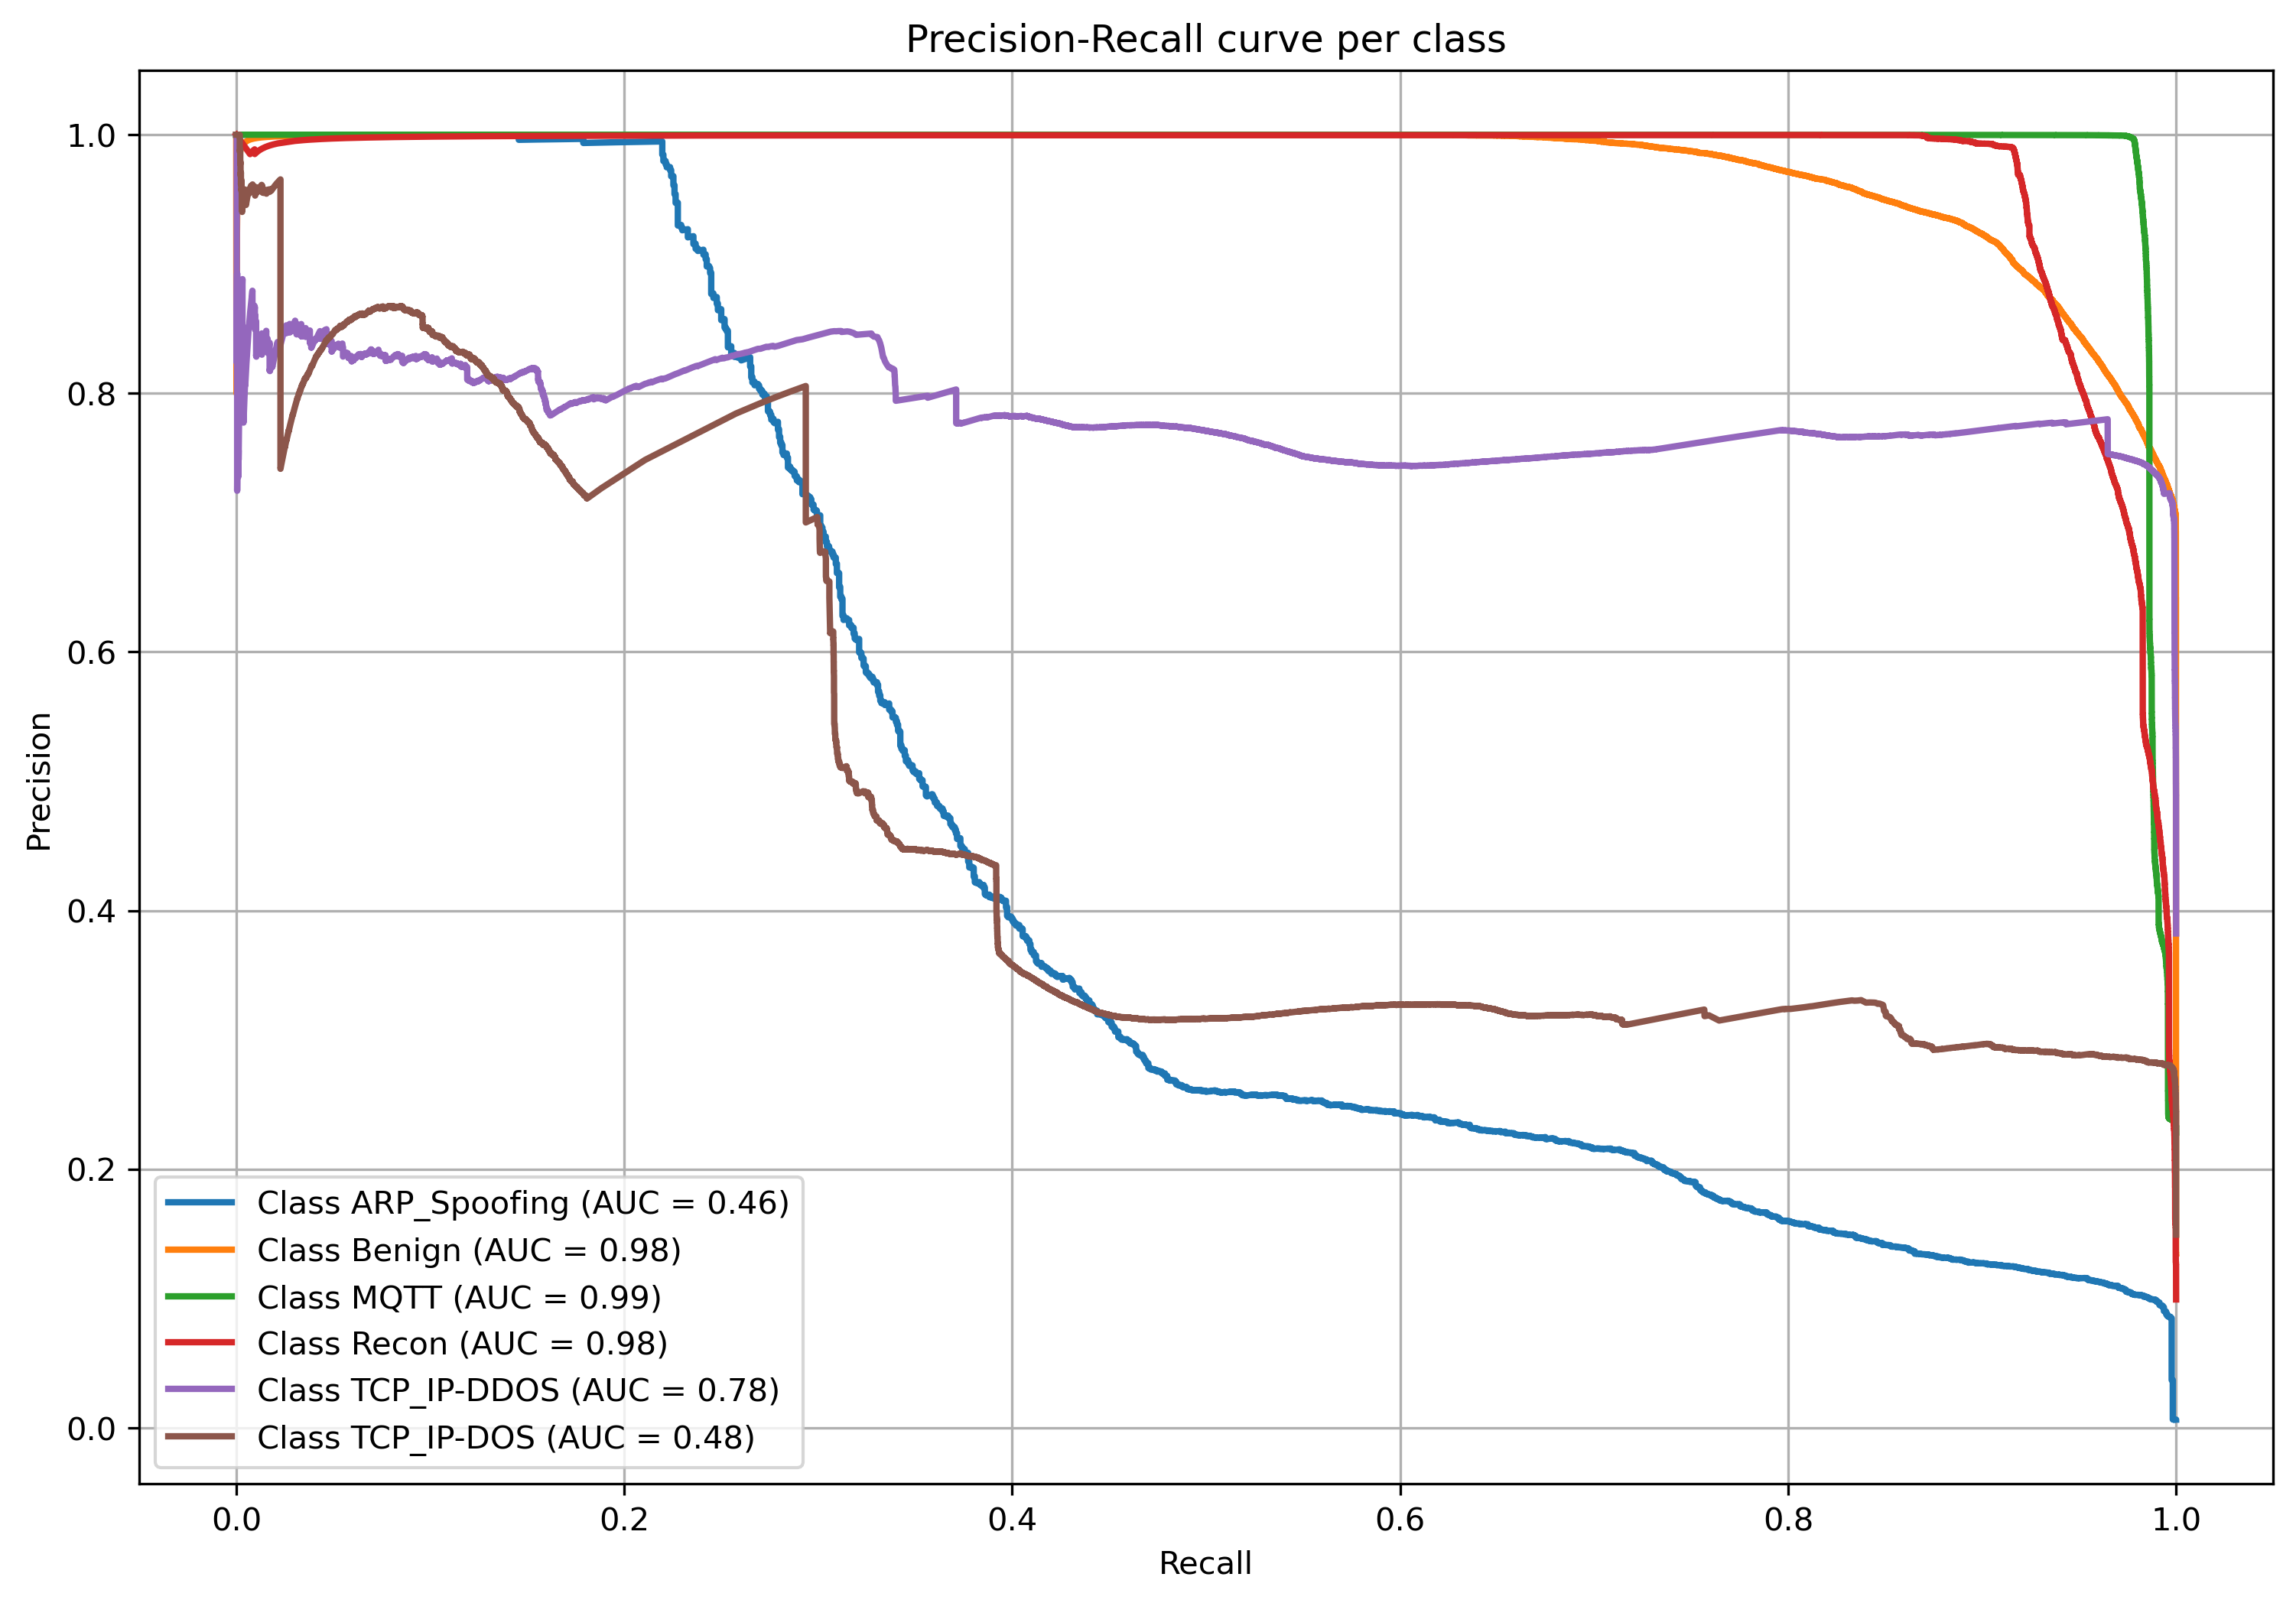 Precision-Recall curve per class
1.0
0.8
0.6
0.4
0.2
0.0
Precision
Class ARP_Spoofing (AUC = 0.46)
Class Benign (AUC = 0.98)
Class MQTT (AUC = 0.99)
Class Recon (AUC = 0.98)
Class TCP_IP-DDOS (AUC = 0.78)
Class TCP_IP-DOS (AUC = 0.48)
0.0 0.2 0.4 0.6 0.8 1.0
Recall